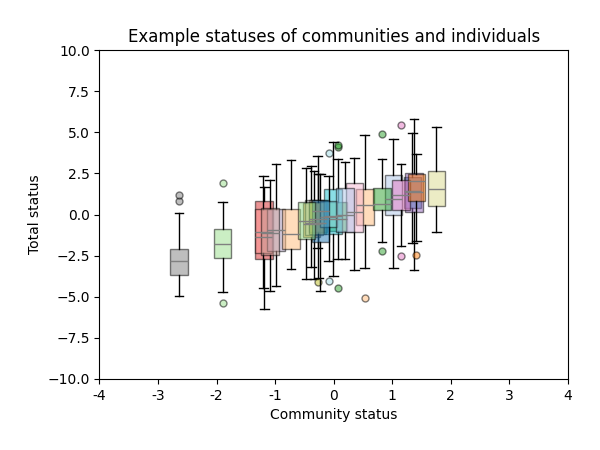 Example statuses of communities and individuals
10.0
7.5
5.0
2.5
0.0
−2.5
−5.0
−7.5
−10.0
Total status
-4 -3 -2 -1 0 1 2 3 4
Community status